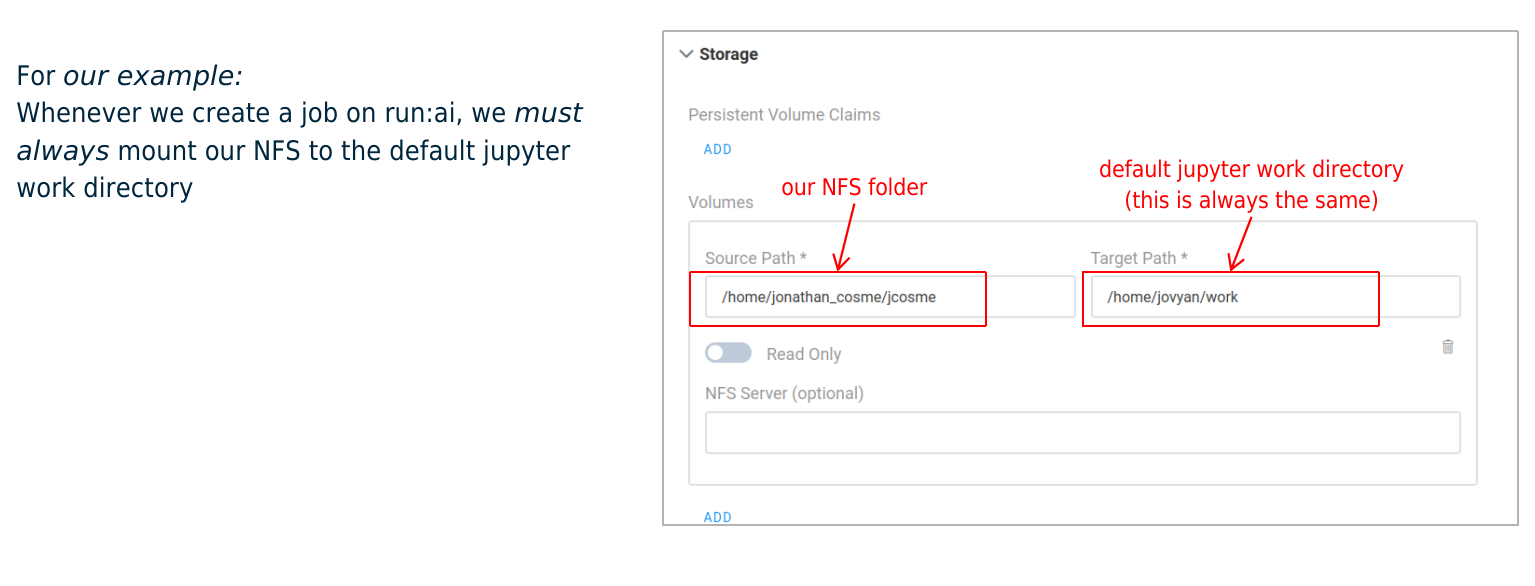 For our example:
Whenever we create a job on run:ai, we must
always mount our NFS to the default jupyter
work directory
Storage
Persistent Volume Claims
ADD
default jupyter work directory
(this is always the same)
our NFS folder
Volumes
Source Path *
Target Path *
/home/jonathan_cosme/jcosme
/home/jovyan/work
Read Only
NFS Server (optional)
ADD